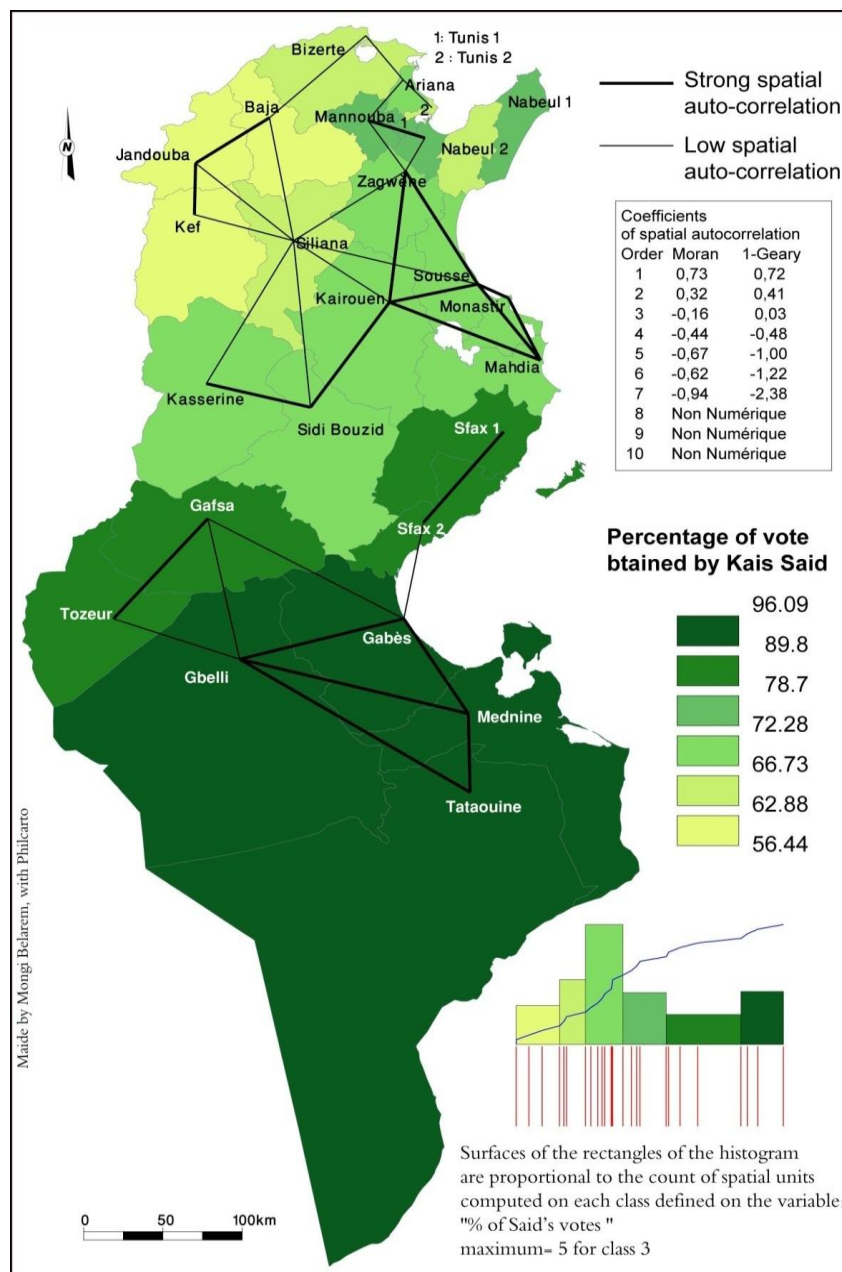 1: Tunis 1
2 : Tunis 2
Bizerte
Ariana
Baja
Mannouba
1
2
Nabeul 1
Nabeul 2
Jandouba
Zagwène
Kef
Siliana
Sousse
Kairouen
Monastir
Mahdia
Kasserine
Sidi Bouzid
Sfax 1
Gafsa
Sfax 2
Tozeur
Gabès
Gbelli
Mednine
Tataouine
N
Strong spatial
auto-correlation
Low spatial
auto-correlation
Coefficients
of spatial autocorrelation
Order Moran 1-Geary
1 0,73 0,72
2 0,32 0,41
3 -0,16 0,03
4 -0,44 -0,48
5 -0,67 -1,00
6 -0,62 -1,22
7 -0,94 -2,38
8 Non Numérique
9 Non Numérique
10 Non Numérique
Percentage of vote
btained by Kais Said
96.09
89.8
78.7
72.28
66.73
62.88
56.44
Maide by Mongi Belarem, with Philcarto
0 50 100km
Surfaces of the rectangles of the histogram
are proportional to the count of spatial units
computed on each class defined on the variable:
"% of Said's votes "
maximum= 5 for class 3